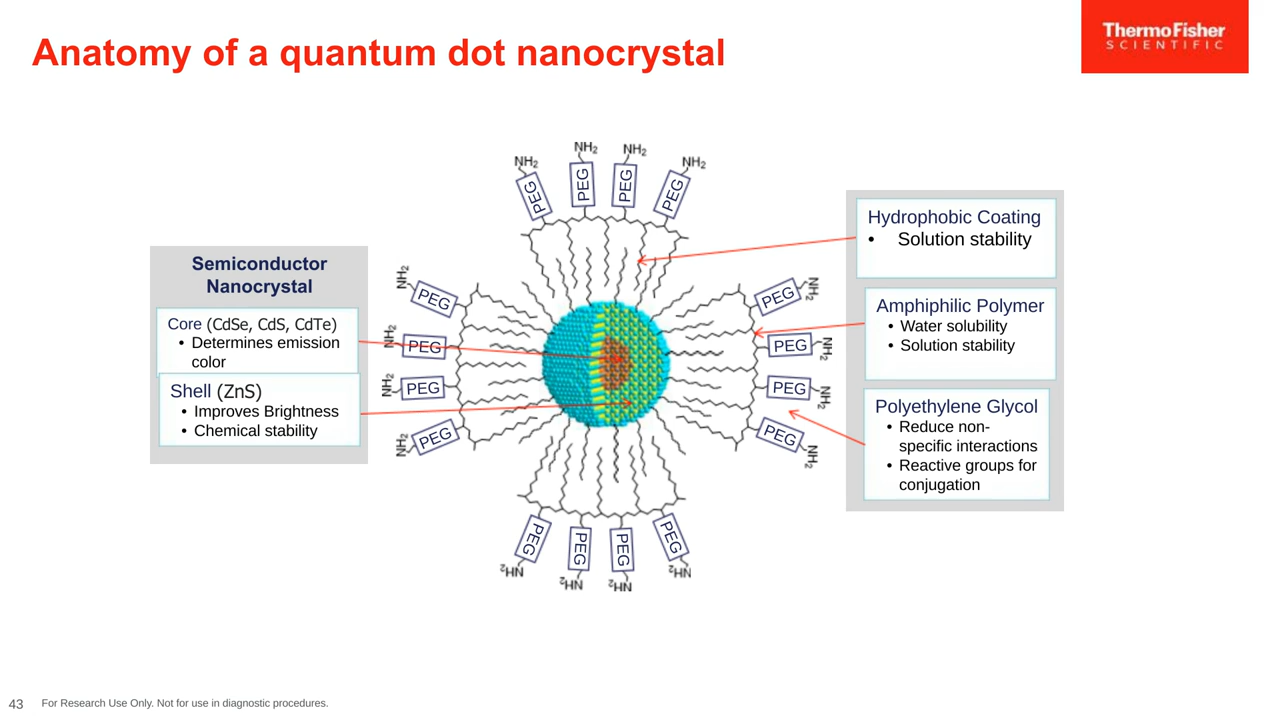 Anatomy of a quantum dot nanocrystal
ThermoFisher
SCIENTIFIC
Semiconductor
Nanocrystal
Core (CdSe, CdS, CdTe)
• Determines emission
color
Shell (ZnS)
• Improves Brightness
• Chemical stability
NH2
NH2
NH2
NH2
PEG
PEG
PEG
PEG
NH2
PEG
NH2
PEG
NH2
PEG
NH2
PEG
PEG
NH2
PEG
NH2
PEG
NH2
PEG
NH2
PEG
PEG
PEG
PEG
NH2
NH2
NH2
NH2
Hydrophobic Coating
• Solution stability
Amphiphilic Polymer
• Water solubility
• Solution stability
Polyethylene Glycol
• Reduce non-
specific interactions
• Reactive groups for
conjugation
43 For Research Use Only. Not for use in diagnostic procedures.